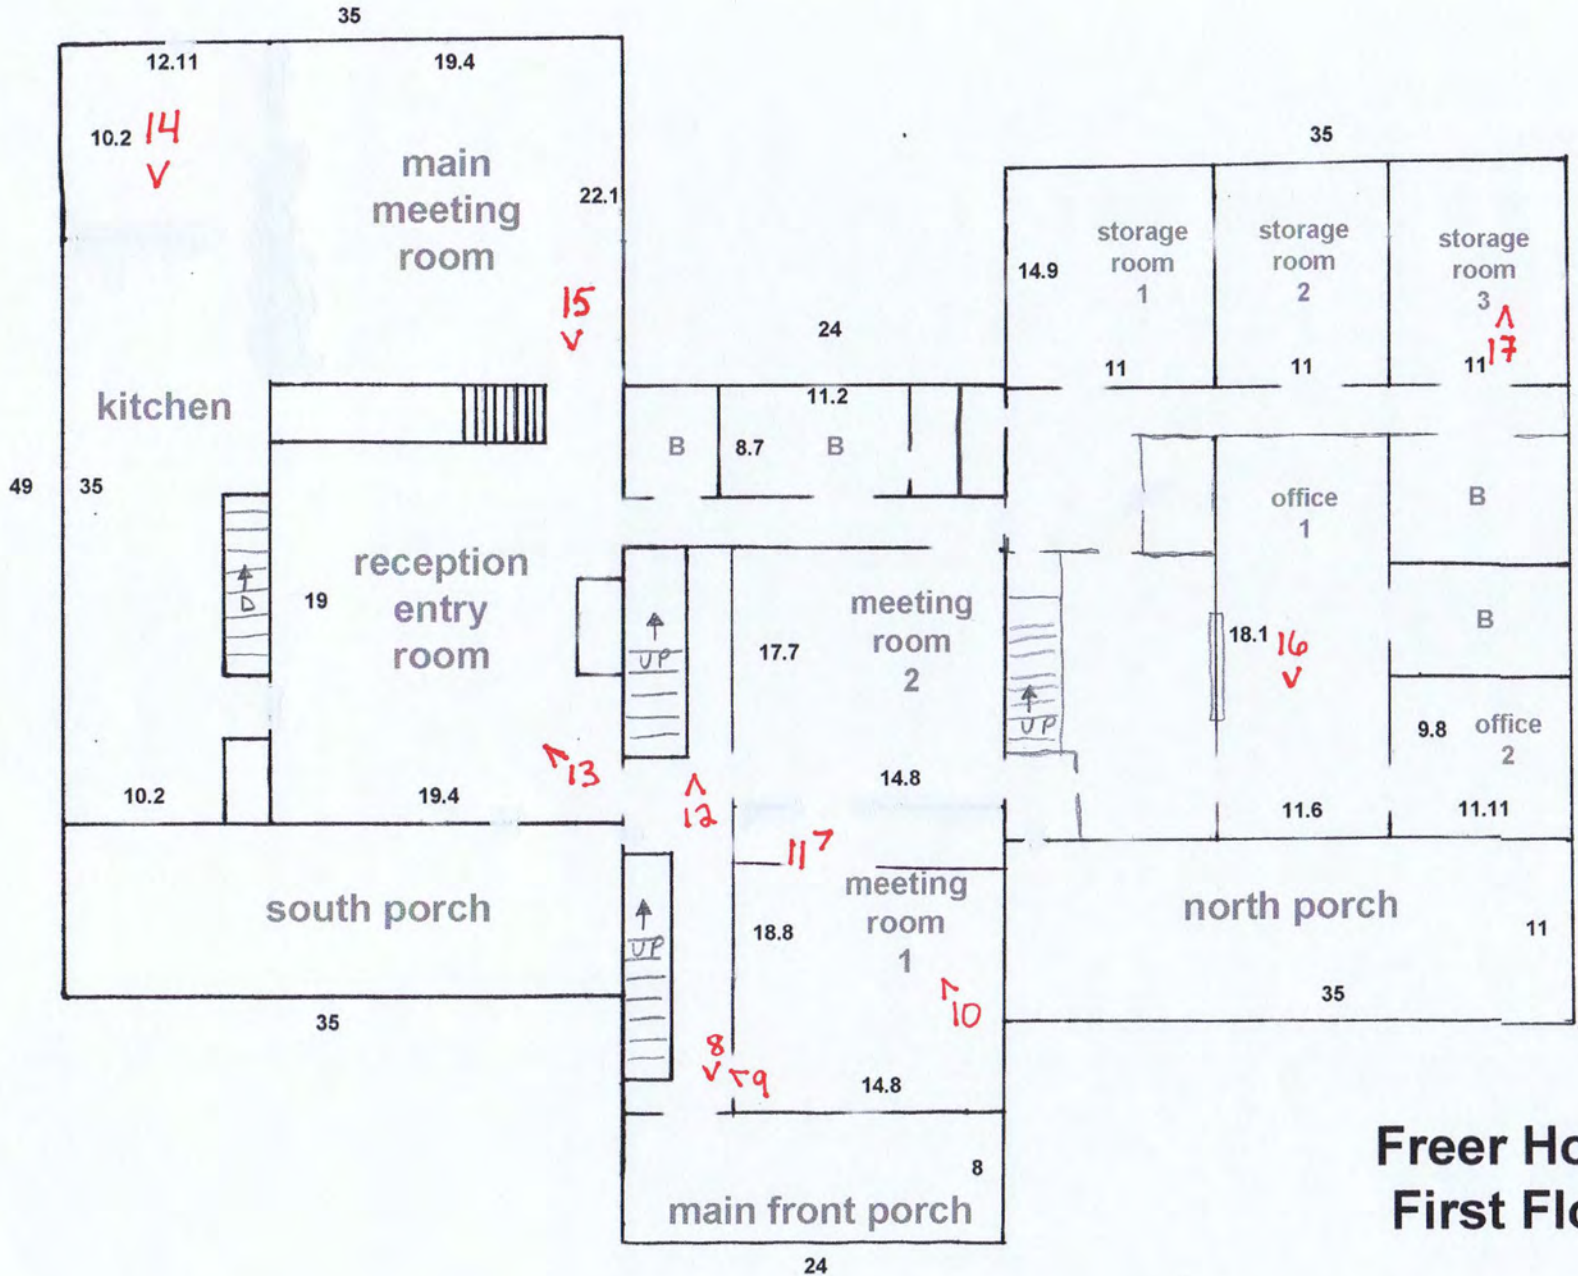 35
12.11
19.4
10.2
14
main
meeting
room
22.1
15
24
kitchen
49
35
reception
entry
room
19
D
10.2
19.4
13
south porch
35
B
8.7
11.2
B
UP
17.7
meeting
room
2
14.8
12
11
meeting
room
1
18.8
UP
10
8
9
14.8
8
main front porch
24
35
storage
room
1
14.9
11
storage
room
2
11
storage
room
3
17
11
office
1
B
B
18.1
16
UP
9.8
office
2
11.6
11.11
north porch
11
35
Freer Ho
First Flo